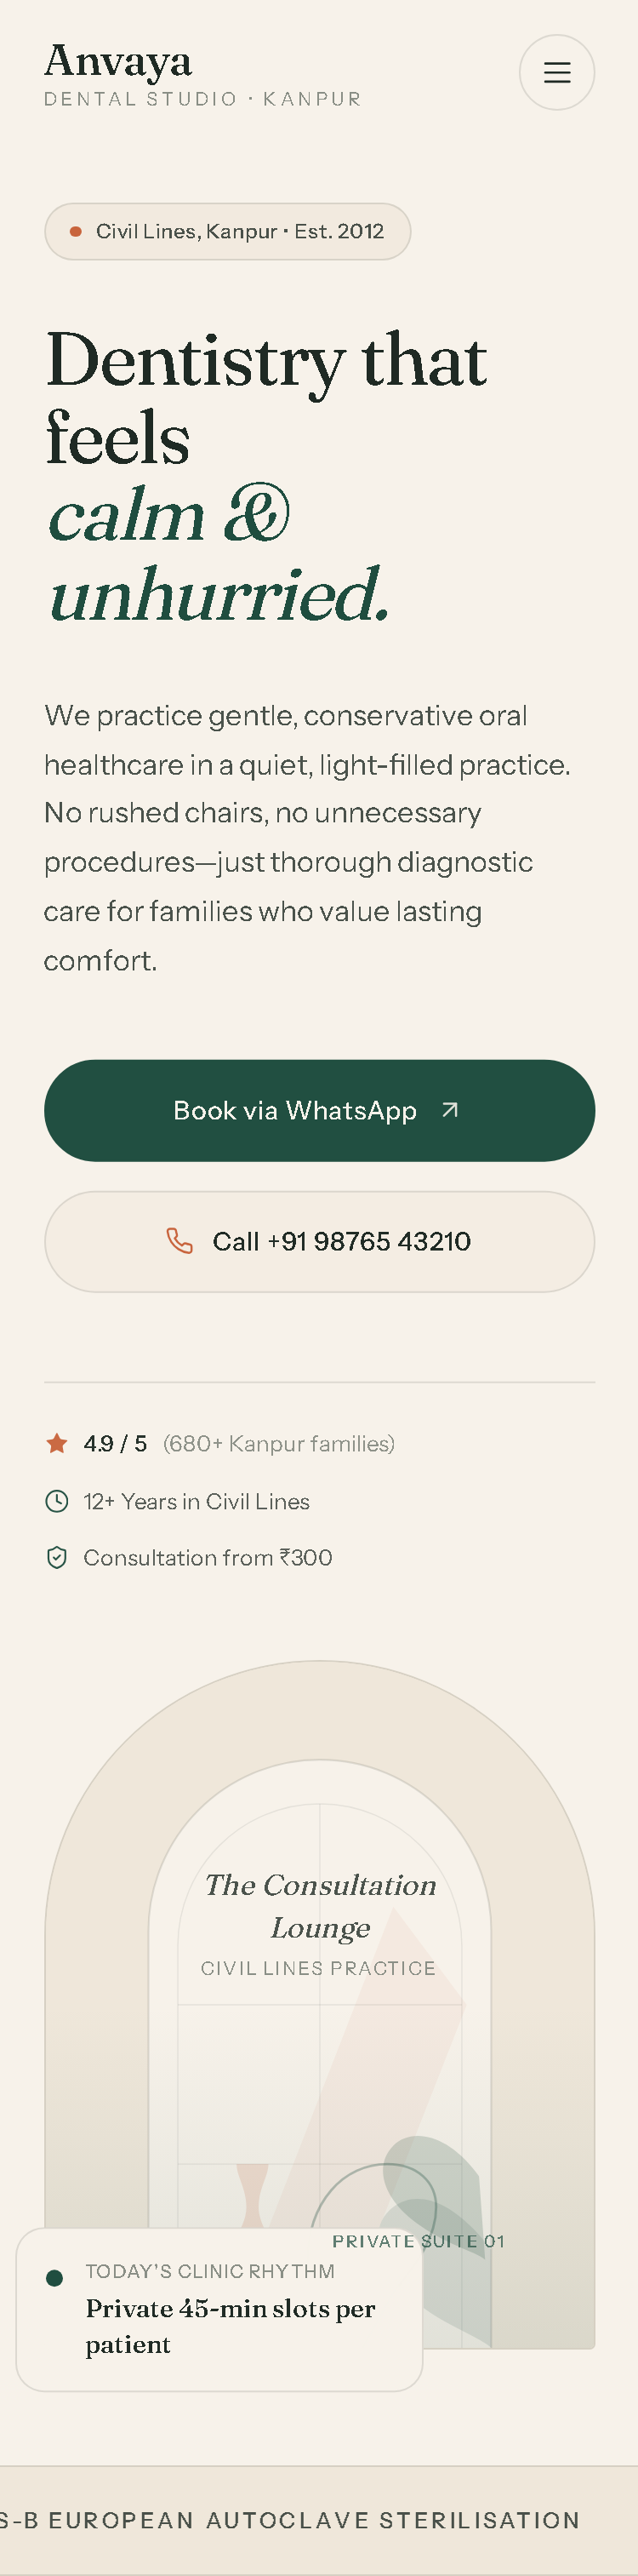 Anvaya
DENTAL STUDIO · KANPUR
Civil Lines, Kanpur · Est. 2012
Dentistry that
feels
calm &
unhurried.
We practice gentle, conservative oral
healthcare in a quiet, light-filled practice.
No rushed chairs, no unnecessary
procedures—just thorough diagnostic
care for families who value lasting
comfort.
Book via WhatsApp
Call +91 98765 43210
4.9 / 5 (680+ Kanpur families)
12+ Years in Civil Lines
Consultation from ₹300
The Consultation
Lounge
CIVIL LINES PRACTICE
PRIVATE SUITE 01
TODAY'S CLINIC RHYTHM
Private 45-min slots per
patient
S-B EUROPEAN AUTOCLAVE STERILISATION